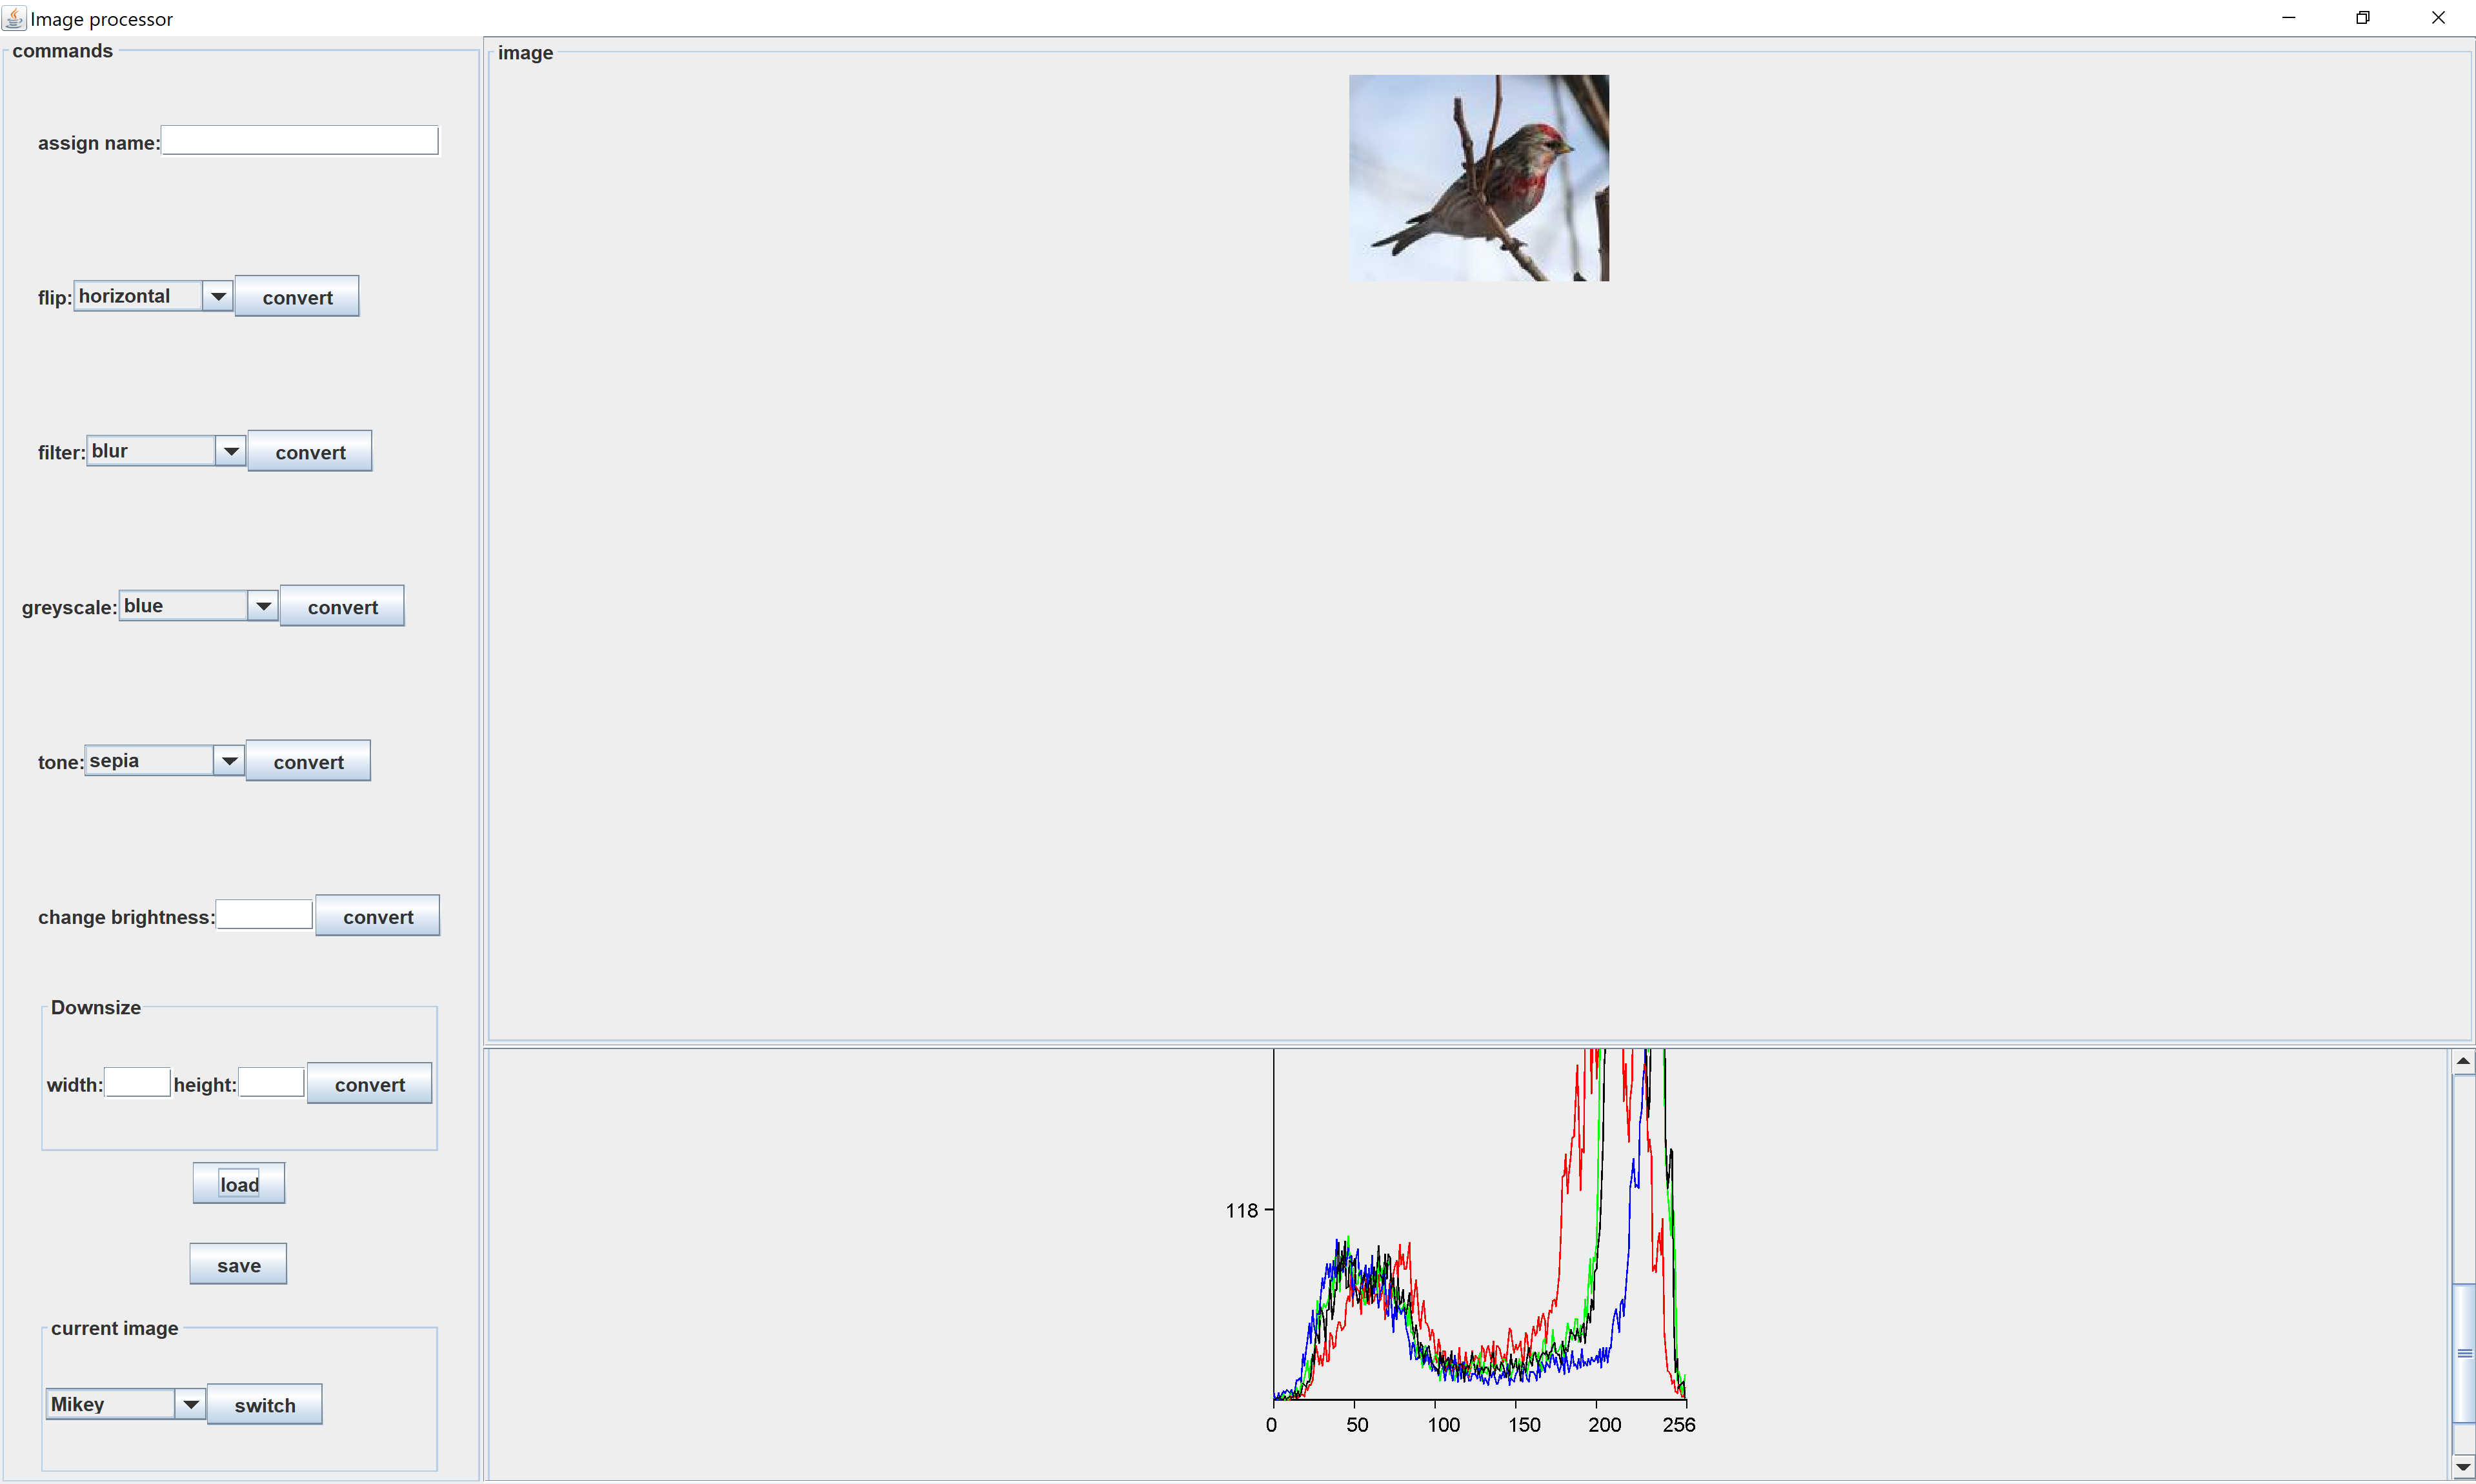 Image processor
commands
assign name:
flip: horizontal convert
filter: blur convert
greyscale: blue convert
tone: sepia convert
change brightness: convert
Downsize
width: height: convert
load
save
current image
Mikey switch
image
118
0 50 100 150 200 256